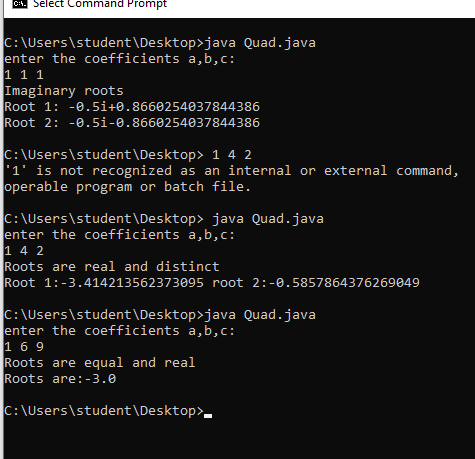 Select Command Prompt
C:\Users\student\Desktop>java Quad.java
enter the coefficients a,b,c:
1 1 1
Imaginary roots
Root 1: -0.5i+0.8660254037844386
Root 2: -0.5i-0.8660254037844386
C:\Users\student\Desktop> 1 4 2
'1' is not recognized as an internal or external command,
operable program or batch file.
C:\Users\student\Desktop> java Quad.java
enter the coefficients a,b,c:
1 4 2
Roots are real and distinct
Root 1:-3.414213562373095 root 2:-0.5857864376269049
C:\Users\student\Desktop>java Quad.java
enter the coefficients a,b,c:
1 6 9
Roots are equal and real
Roots are:-3.0
C:\Users\student\Desktop>